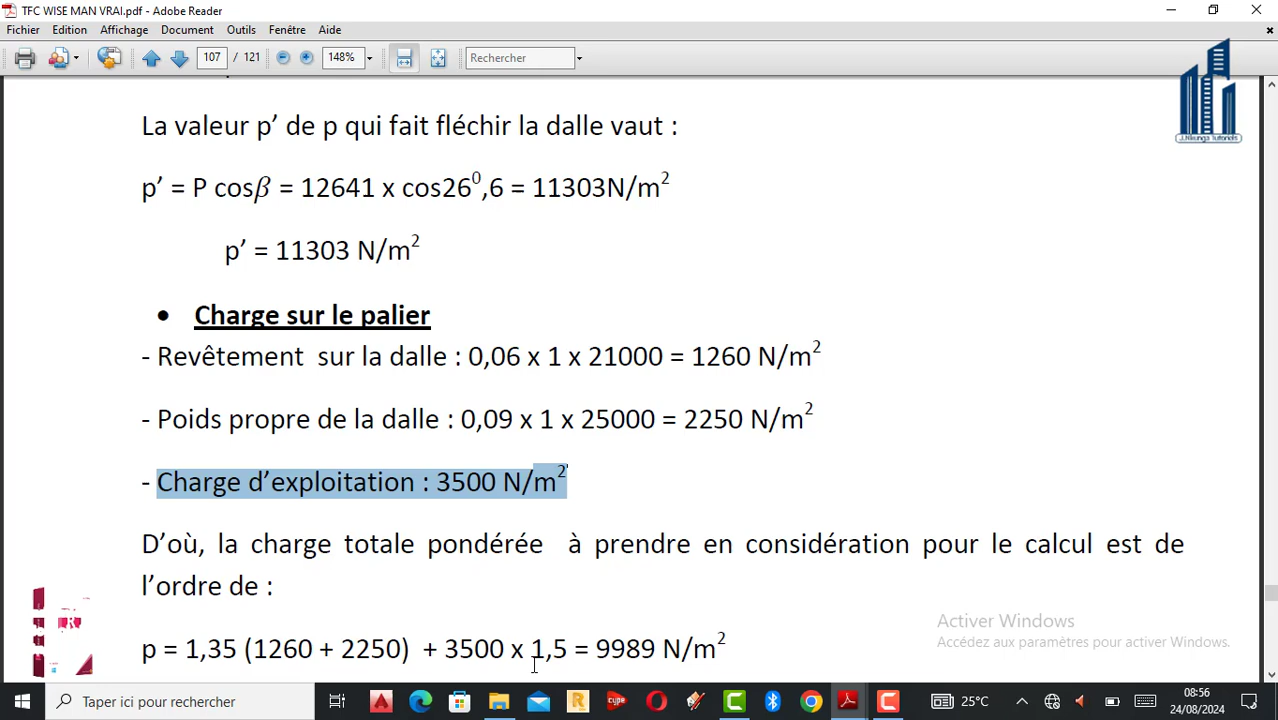 TFC WISE MAN VRAI.pdf - Adobe Reader
Fichier Edition Affichage Document Outils Fenêtre Aide
107 / 121 148% Rechercher
J.Nkunga Tutoriels
La valeur p’ de p qui fait fléchir la dalle vaut :
p’ = P cos𝛽 = 12641 x cos26⁰,6 = 11303N/m²
p’ = 11303 N/m²
• Charge sur le palier
- Revêtement sur la dalle : 0,06 x 1 x 21000 = 1260 N/m²
- Poids propre de la dalle : 0,09 x 1 x 25000 = 2250 N/m²
- Charge d’exploitation : 3500 N/m²
D’où, la charge totale pondérée à prendre en considération pour le calcul est de
l’ordre de :
p = 1,35 (1260 + 2250) + 3500 x 1,5 = 9989 N/m²
Activer Windows
Accédez aux paramètres pour activer Windows.
Taper ici pour rechercher
25°C
08:56
24/08/2024